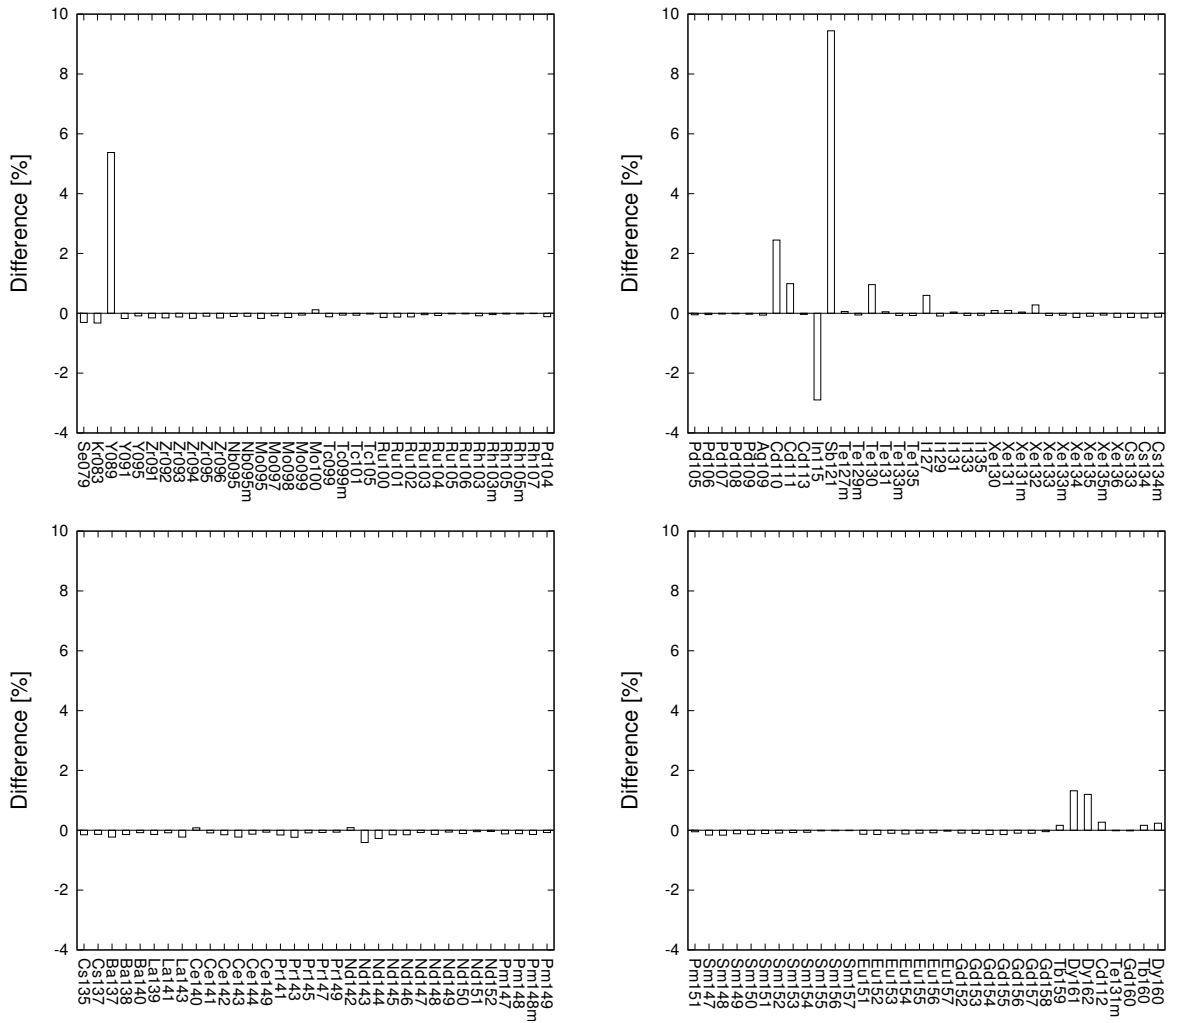 10
8
6
4
2
0
-2
-4
Difference [%]
Se079
Kr083
Y089
Y091
Y095
Zr091
Zr092
Zr093
Zr094
Zr095
Zr096
Nb095
Nb095m
Mo095
Mo097
Mo098
Mo099
Mo100
Tc099
Tc099m
Tc101
Tc105
Ru100
Ru101
Ru102
Ru103
Ru104
Ru105
Ru106
Rh103
Rh103m
Rh105
Rh105m
Rh107
Pd104
10
8
6
4
2
0
-2
-4
Difference [%]
Pd105
Pd106
Pd107
Pd108
Pd109
Ag109
Cd110
Cd111
Cd113
In115
Sb121
Te127m
Te129m
Te130
Te131
Te133m
Te135
I127
I129
I131
I133
I135
Xe130
Xe131
Xe131m
Xe132
Xe133
Xe133m
Xe134
Xe135
Xe135m
Xe136
Cs133
Cs134
Cs134m
10
8
6
4
2
0
-2
-4
Difference [%]
Cs135
Cs137
Ba137
Ba138
Ba140
La139
La141
La143
Ce140
Ce141
Ce142
Ce143
Ce144
Ce149
Pr141
Pr143
Pr145
Pr147
Pr149
Nd142
Nd143
Nd144
Nd145
Nd146
Nd147
Nd148
Nd149
Nd150
Nd151
Nd152
Pm147
Pm148
Pm148m
Pm149
10
8
6
4
2
0
-2
-4
Difference [%]
Pm151
Sm147
Sm148
Sm149
Sm150
Sm151
Sm152
Sm153
Sm154
Sm155
Sm156
Sm157
Eu151
Eu152
Eu153
Eu154
Eu155
Eu156
Eu157
Gd152
Gd153
Gd154
Gd155
Gd156
Gd157
Gd158
Tb159
Dy161
Dy162
Cd112
Te131m
Gd160
Tb160
Dy160